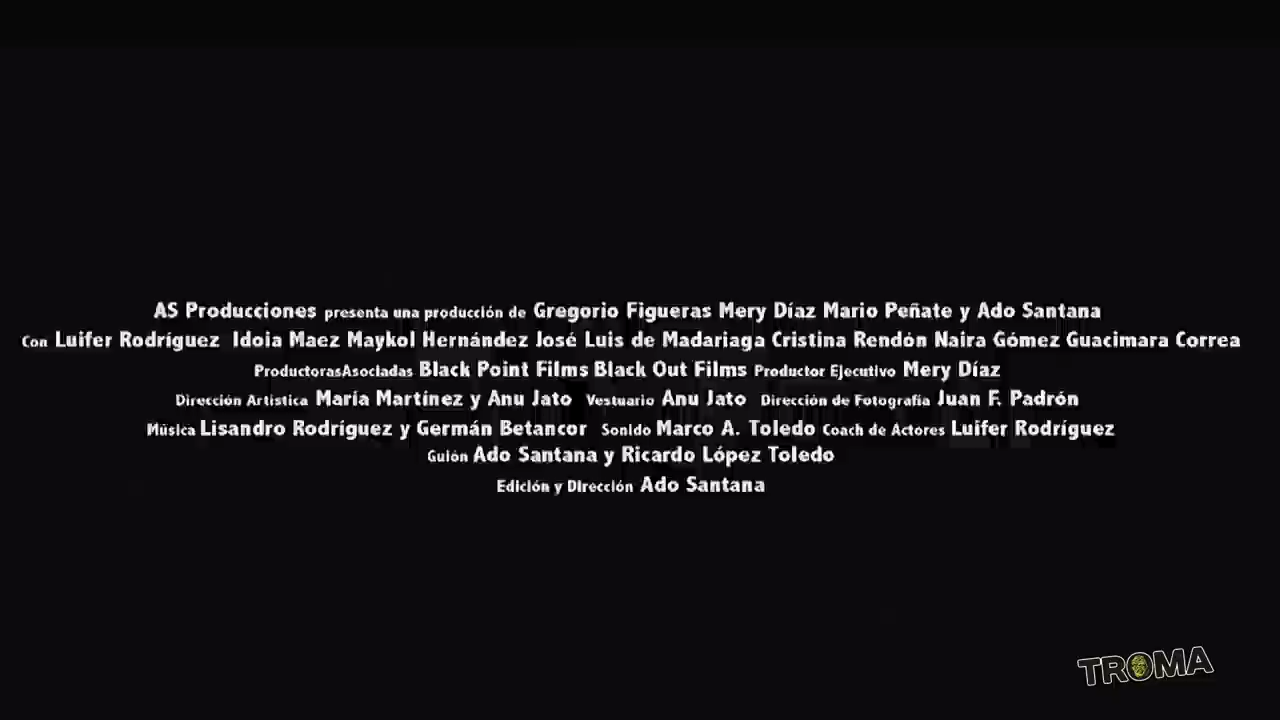 AS Producciones presenta una producción de Gregorio Figueras Mery Díaz Mario Peñate y Ado Santana
Con Luifer Rodríguez Idoia Maez Maykol Hernández José Luis de Madariaga Cristina Rendón Naira Gómez Guacimara Correa
ProductorasAsociadas Black Point Films Black Out Films Productor Ejecutivo Mery Díaz
Dirección Artistica María Martínez y Anu Jato Vestuario Anu Jato Dirección de Fotografía Juan F. Padrón
Música Lisandro Rodríguez y Germán Betancor Sonido Marco A. Toledo Coach de Actores Luifer Rodríguez
Guión Ado Santana y Ricardo López Toledo
Edición y Dirección Ado Santana
TROMA